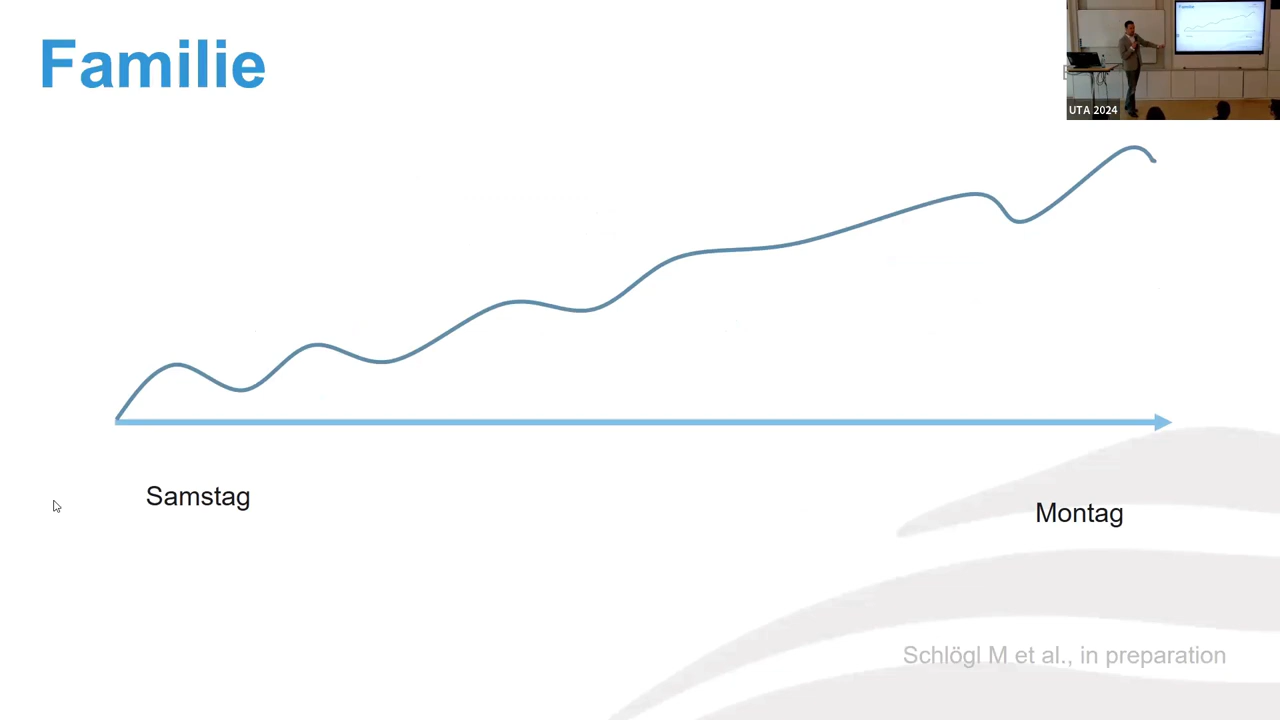 Familie
UTA 2024
Samstag
Montag
Schlögl M et al., in preparation